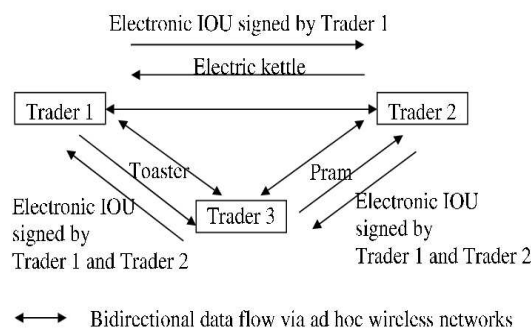 Electronic IOU signed by Trader 1
Electric kettle
Trader 1
Trader 2
Toaster
Pram
Trader 3
Electronic IOU
signed by
Trader 1 and Trader 2
Electronic IOU
signed by
Trader 1 and Trader 2
Bidirectional data flow via ad hoc wireless networks